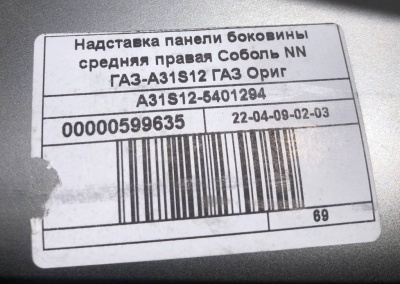 Надставка панели боковины
средняя правая Соболь NN
ГАЗ-А31S12 ГАЗ Ориг
А31S12-5401294
00000599635 22-04-09-02-03
69